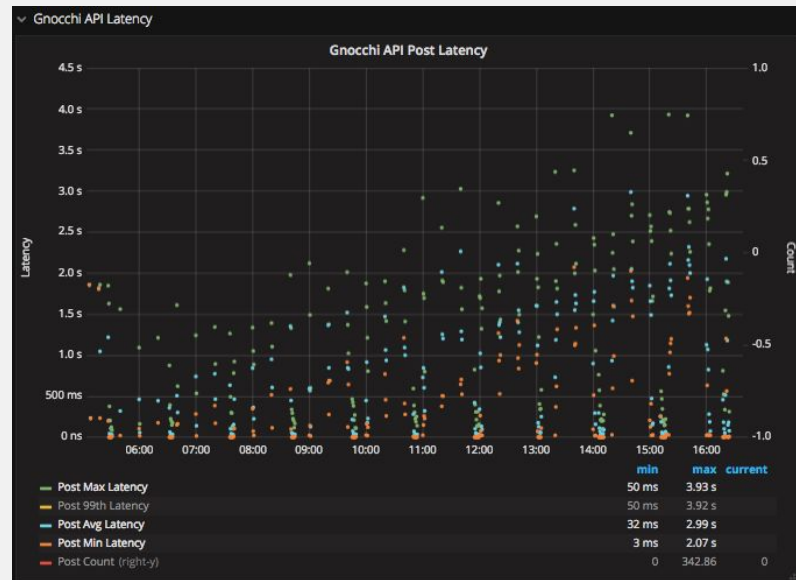 Gnocchi API Latency
Gnocchi API Post Latency
4.5 s
4.0 s
3.5 s
3.0 s
2.5 s
2.0 s
1.5 s
1.0 s
500 ms
0 ns
Latency
1.0
0.5
0
-0.5
-1.0
Count
06:00 07:00 08:00 09:00 10:00 11:00 12:00 13:00 14:00 15:00 16:00
min max current
Post Max Latency 50 ms 3.93 s
Post 99th Latency 50 ms 3.92 s
Post Avg Latency 32 ms 2.99 s
Post Min Latency 3 ms 2.07 s
Post Count (right-y) 0 342.86 0